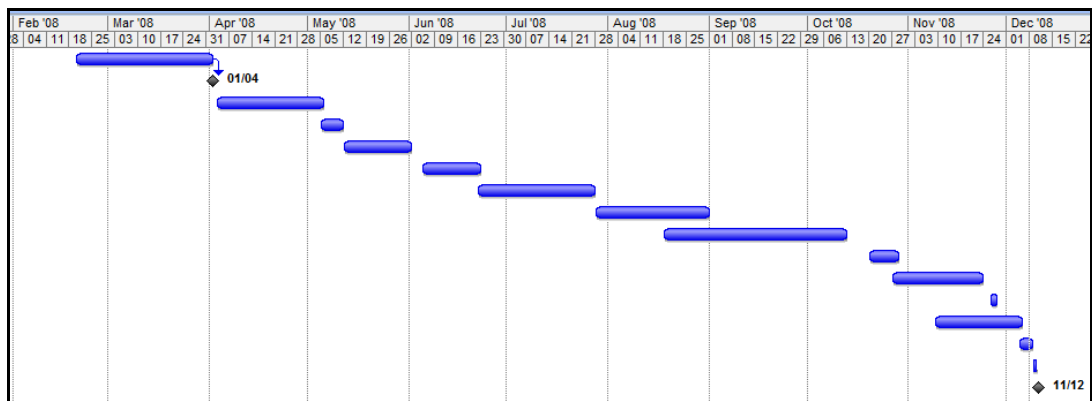 Feb '08 Mar '08 Apr '08 May '08 Jun '08 Jul '08 Aug '08 Sep '08 Oct '08 Nov '08 Dec '08
28 04 11 18 25 03 10 17 24 31 07 14 21 28 05 12 19 26 02 09 16 23 30 07 14 21 28 04 11 18 25 01 08 15 22 29 06 13 20 27 03 10 17 24 01 08 15 22
01/04
11/12